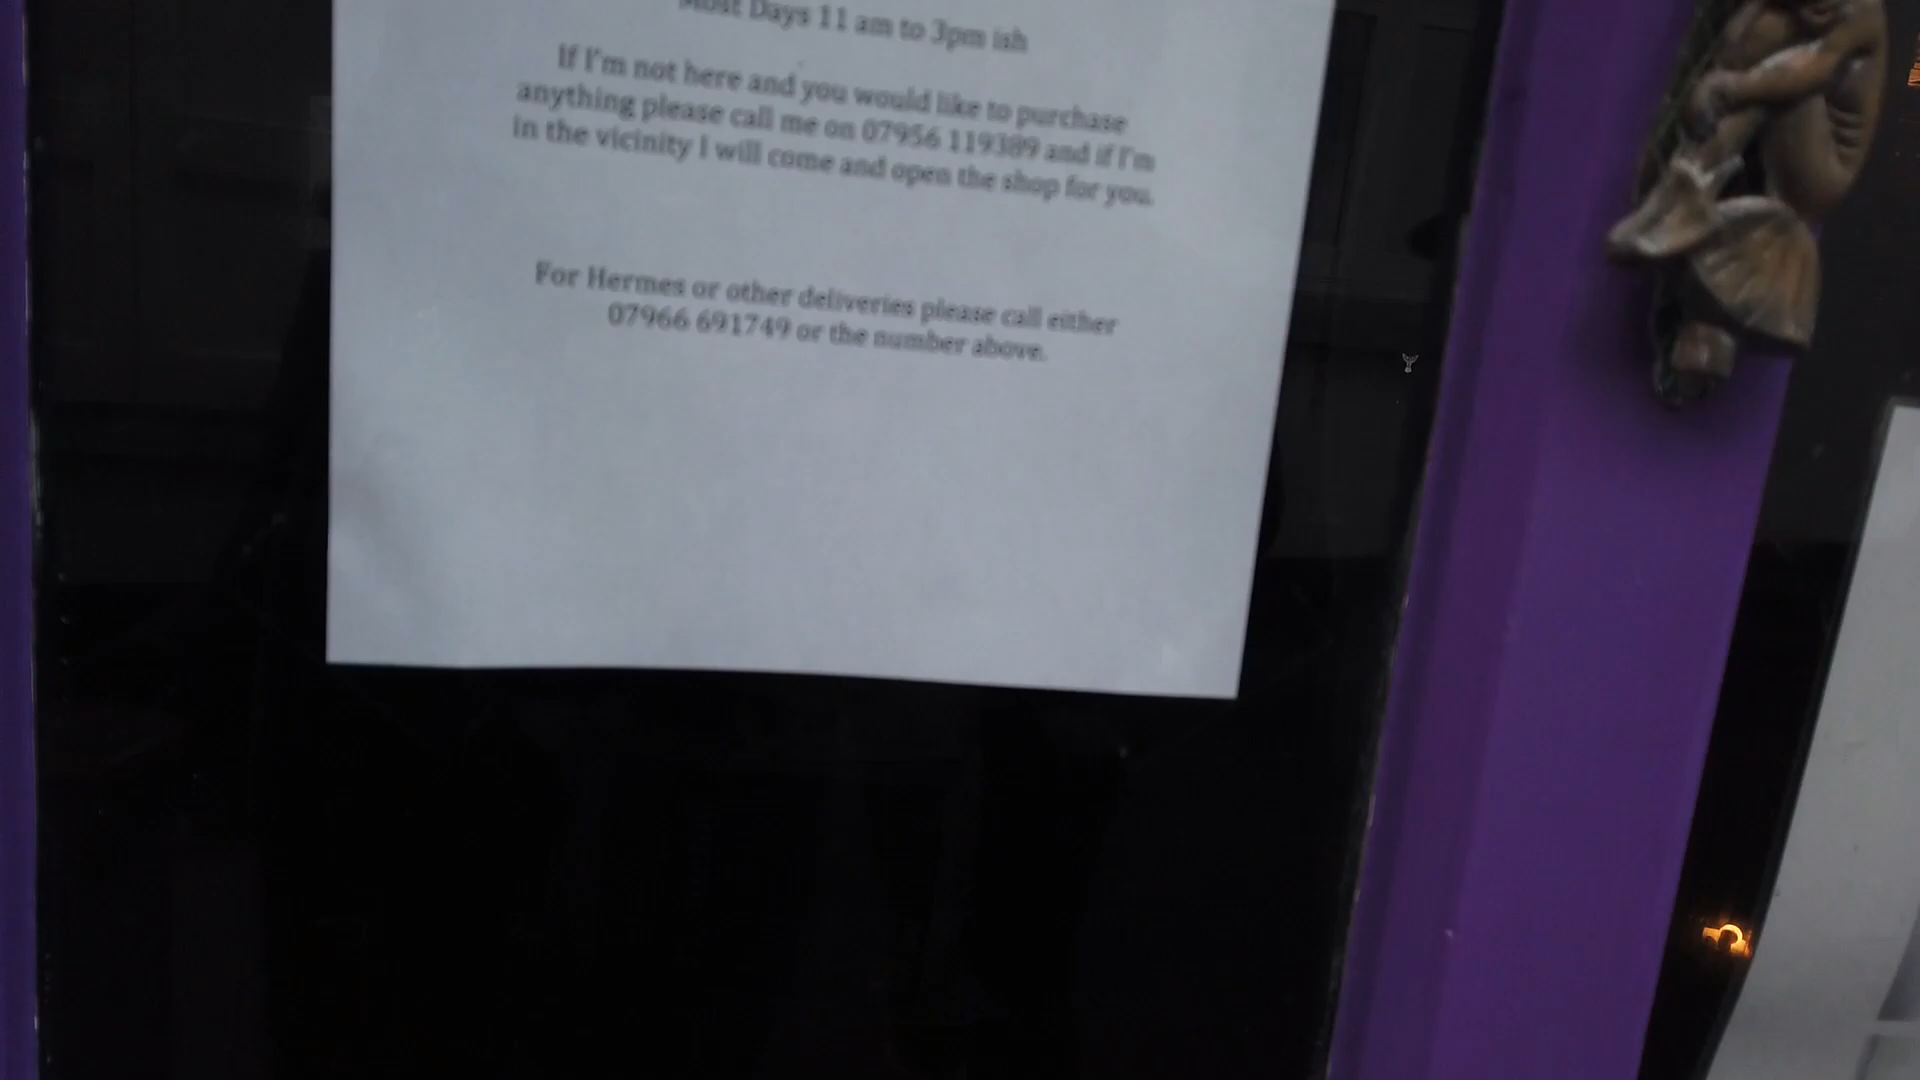 Most Days 11 am to 3pm ish
If I'm not here and you would like to purchase
anything please call me on 07956 119389 and if I'm
in the vicinity I will come and open the shop for you.
For Hermes or other deliveries please call either
07966 691749 or the number above.